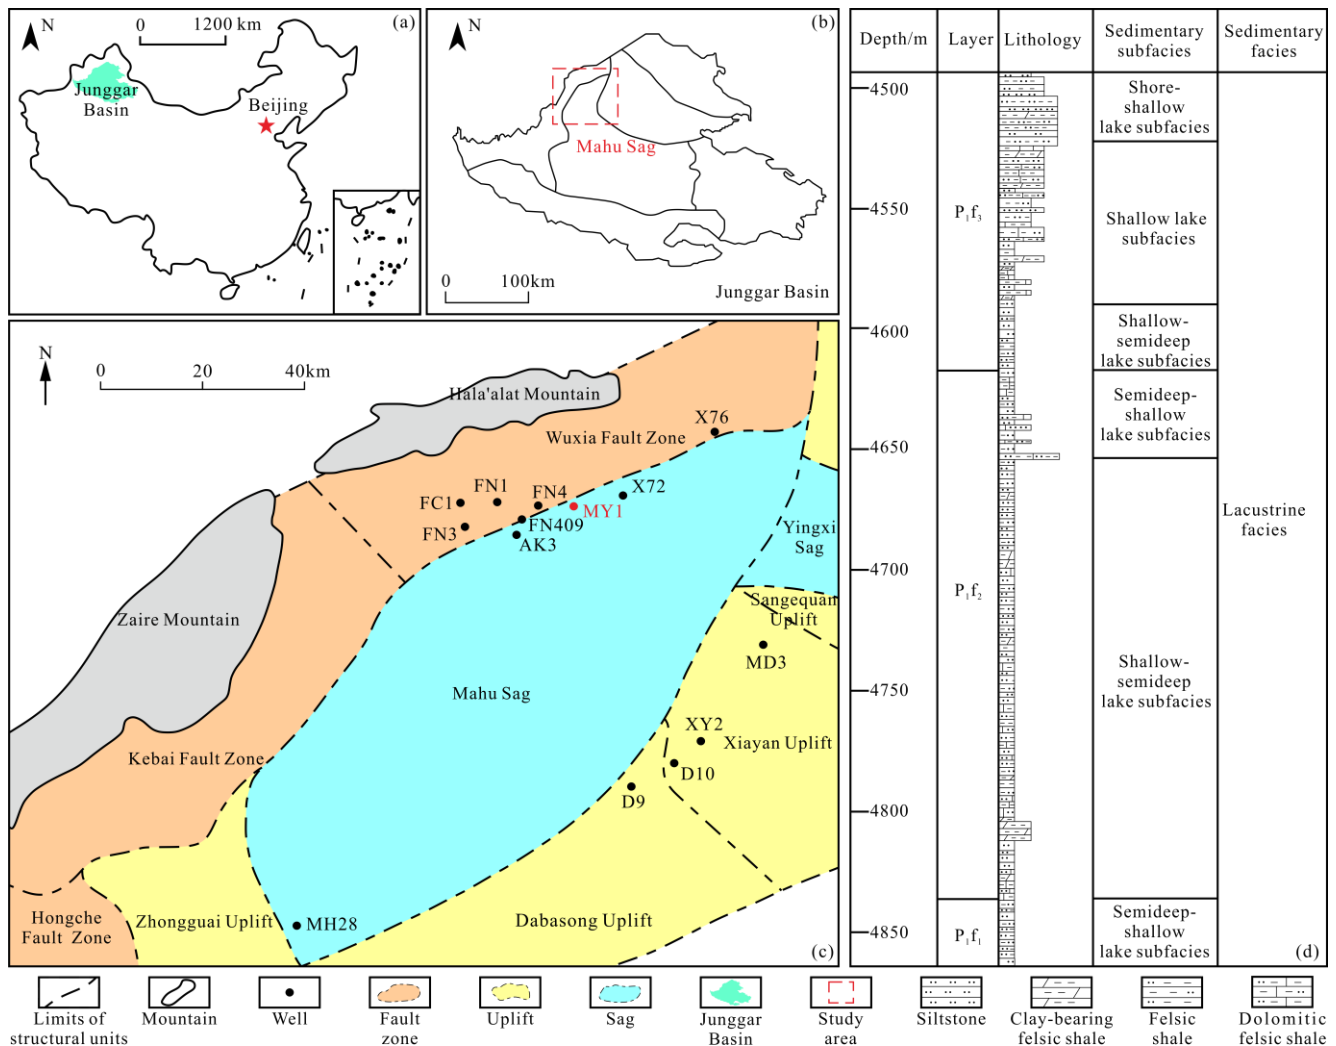 N
0
1200 km
(a)
Junggar
Basin
Beijing
N
(b)
Mahu Sag
0
100km
Junggar Basin
N
0
20
40km
Hala'alat Mountain
X76
Wuxia Fault Zone
FN1
FN4
X72
FC1
MY1
FN409
FN3
AK3
Yingxi
Sag
Zaire Mountain
Sangequan
Uplift
MD3
Mahu Sag
XY2
Xiayan Uplift
Kebai Fault Zone
D10
D9
Hongche
Fault Zone
Zhongguai Uplift
MH28
Dabasong Uplift
(c)
Depth/m
Layer
Lithology
Sedimentary
subfacies
Sedimentary
facies
4500
4550
4600
4650
4700
4750
4800
4850
P₁f₃
P₁f₂
P₁f₁
Shore-
shallow
lake subfacies
Shallow lake
subfacies
Shallow-
semideep
lake subfacies
Semideep-
shallow
lake subfacies
Shallow-
semideep
lake subfacies
Semideep-
shallow
lake subfacies
Lacustrine
facies
(d)
Limits of
structural units
Mountain
Well
Fault
zone
Uplift
Sag
Junggar
Basin
Study
area
Siltstone
Clay-bearing
felsic shale
Felsic
shale
Dolomitic
felsic shale